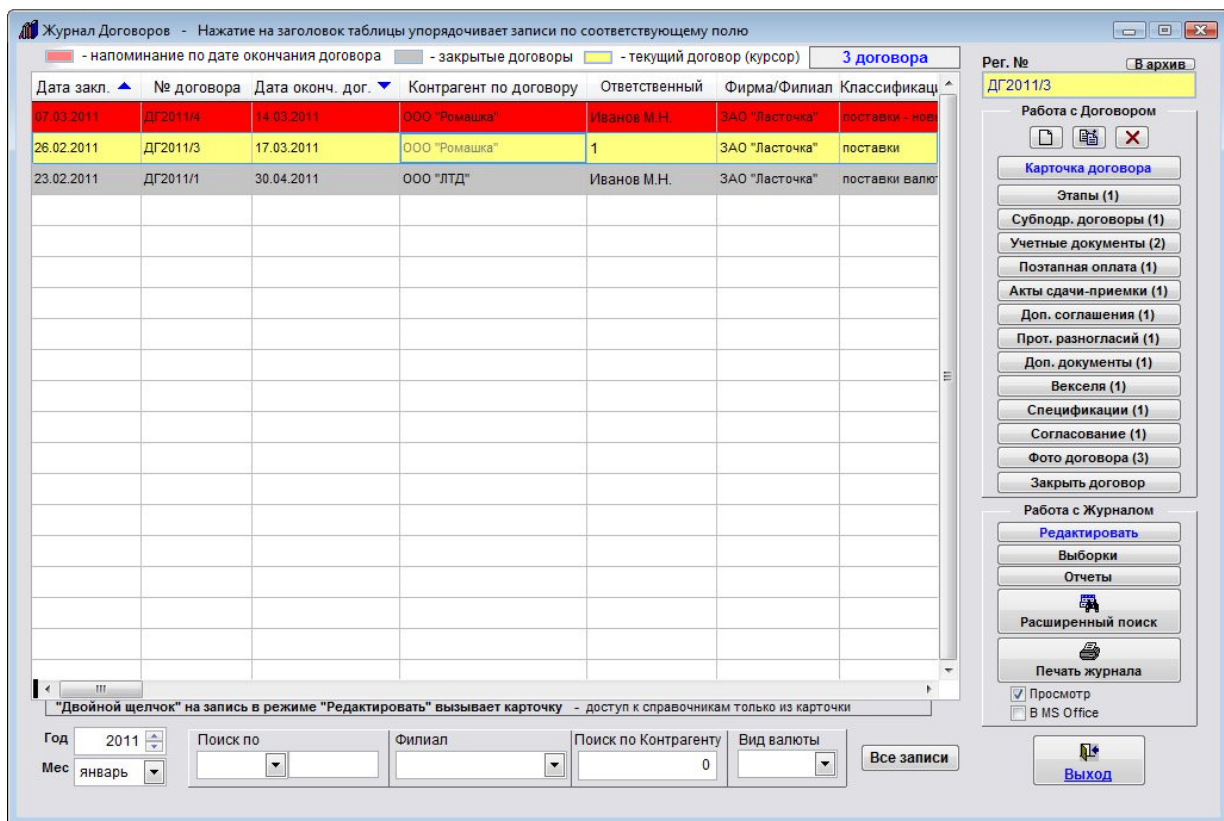 Журнал Договоров - Нажатие на заголовок таблицы упорядочивает записи по соответствующему полю
- напоминание по дате окончания договора - закрытые договоры - текущий договор (курсор) 3 договора
Дата закл. № договора Дата оконч. дог. Контрагент по договору Ответственный Фирма/Филиал Классификаци
07.03.2011 ДГ2011/4 14.03.2011 ООО "Ромашка" Иванов М.Н. ЗАО "Ласточка" поставки - новы
26.02.2011 ДГ2011/3 17.03.2011 ООО "Ромашка" 1 ЗАО "Ласточка" поставки
23.02.2011 ДГ2011/1 30.04.2011 ООО "ЛТД" Иванов М.Н. ЗАО "Ласточка" поставки валют
"Двойной щелчок" на запись в режиме "Редактировать" вызывает карточку - доступ к справочникам только из карточки
Год 2011
Мес январь
Поиск по
Филиал
Поиск по Контрагенту
0
Вид валюты
Все записи
Рег. № В архив
ДГ2011/3
Работа с Договором
Карточка договора
Этапы (1)
Субподр. договоры (1)
Учетные документы (2)
Поэтапная оплата (1)
Акты сдачи-приемки (1)
Доп. соглашения (1)
Прот. разногласий (1)
Доп. документы (1)
Векселя (1)
Спецификации (1)
Согласование (1)
Фото договора (3)
Закрыть договор
Работа с Журналом
Редактировать
Выборки
Отчеты
Расширенный поиск
Печать журнала
Просмотр
В MS Office
Выход